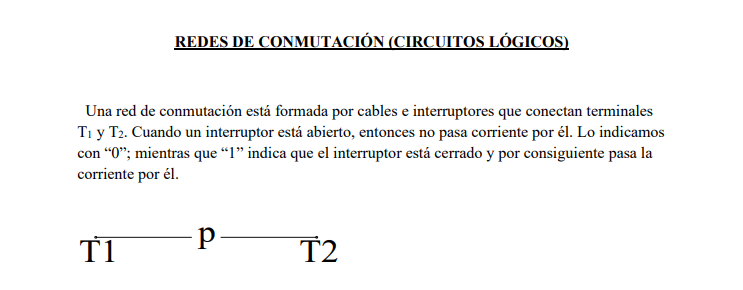 REDES DE CONMUTACIÓN (CIRCUITOS LÓGICOS)
Una red de conmutación está formada por cables e interruptores que conectan terminales
T1 y T2. Cuando un interruptor está abierto, entonces no pasa corriente por él. Lo indicamos
con “0”; mientras que “1” indica que el interruptor está cerrado y por consiguiente pasa la
corriente por él.
T1 p T2